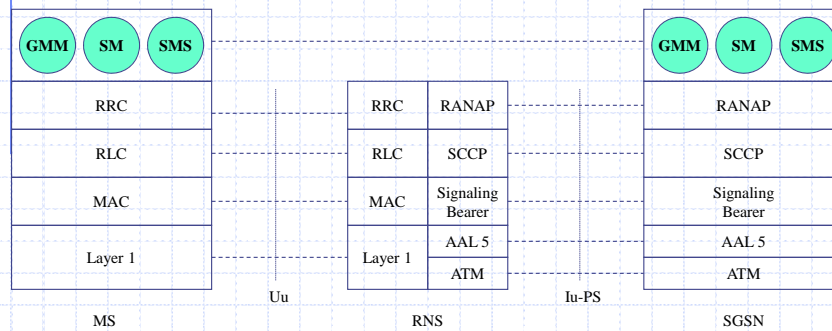 GMM SM SMS GMM SM SMS
RRC RRC RANAP RANAP
RLC RLC SCCP SCCP
MAC MAC Signaling Bearer Signaling Bearer
Layer 1 Layer 1 AAL 5 AAL 5
ATM ATM
Uu Iu-PS
MS RNS SGSN